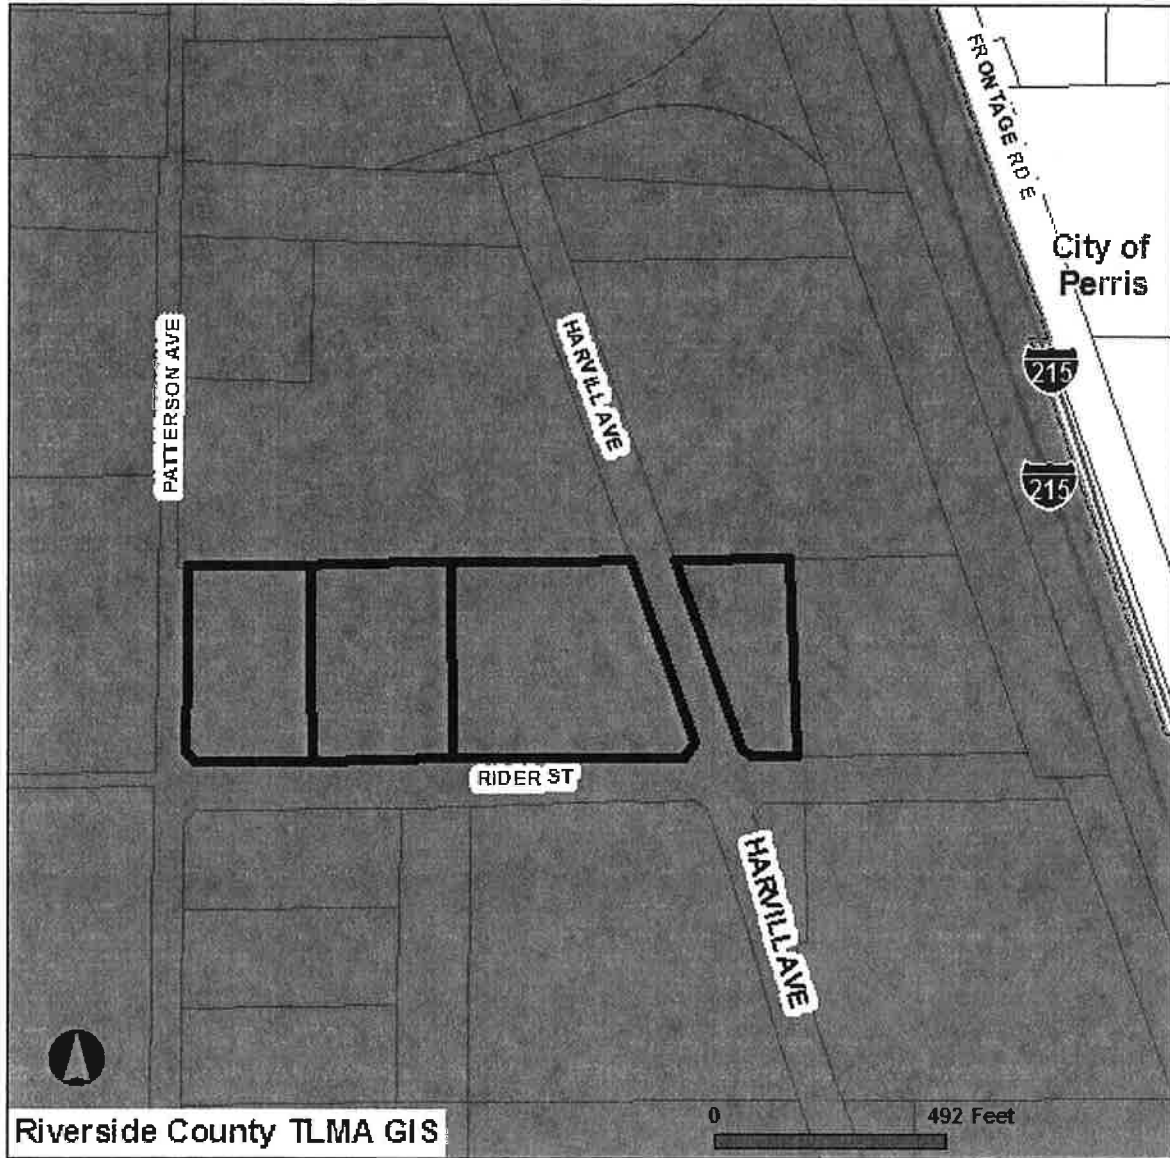 FRONTAGE RD E
City of
Perris
PATTERSON AVE
HARVILL AVE
215
215
RIDER ST
HARVILL AVE
0 492 Feet
Riverside County TLMA GIS